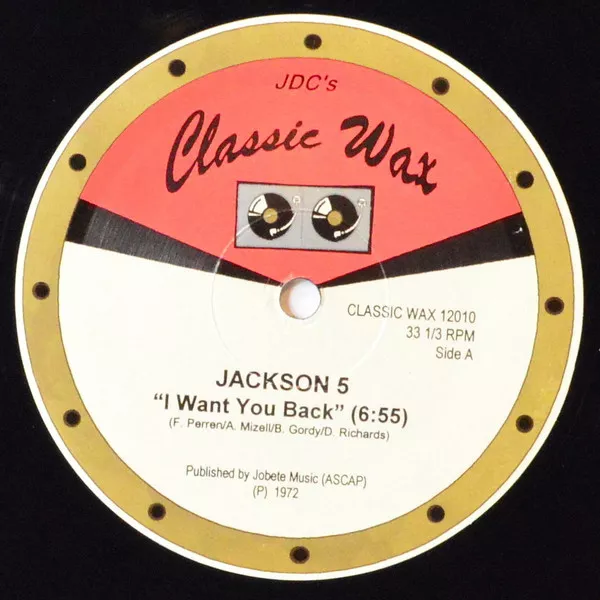 JDC's
Classic Wax
CLASSIC WAX 12010
33 1/3 RPM
Side A
JACKSON 5
"I Want You Back" (6:55)
(F. Perren/A. Mizell/B. Gordy/D. Richards)
Published by Jobete Music (ASCAP)
(P) 1972